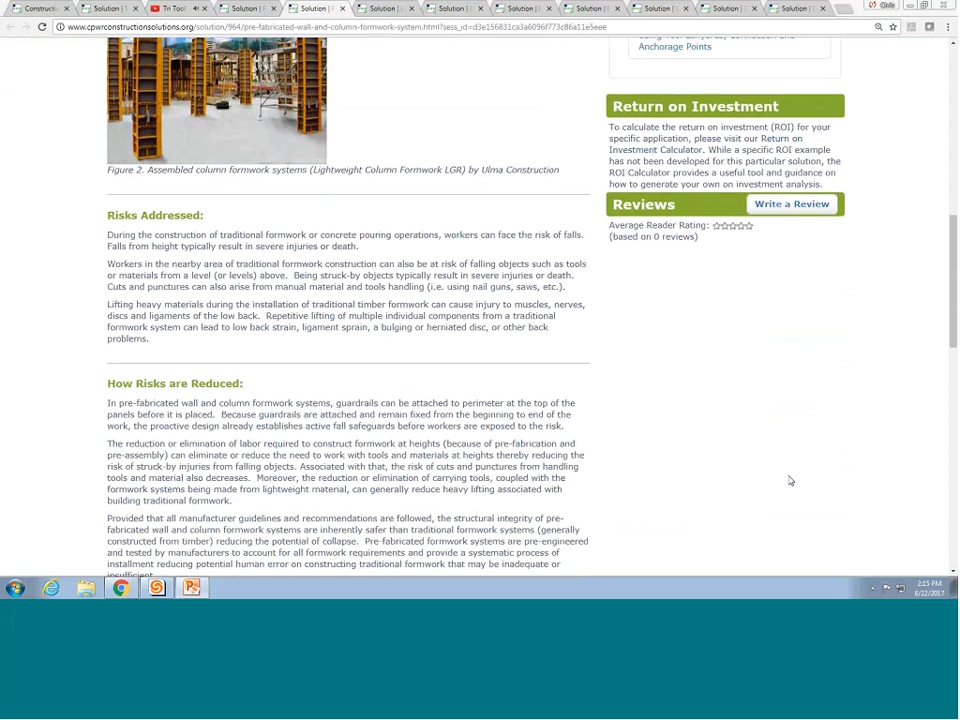 Constructi
Solution | S
Tri Tool
Solution | F
Solution | F
Solution | L
Solution | C
Solution |
Solution | E
Solution | D
Solution | C
Solution |
Chris
www.cpwrconstructionsolutions.org/solution/964/pre-fabricated-wall-and-column-formwork-system.html?sess_id=d3e156831ca3a6096f773c86a11e5eee
Anchorage Points
Figure 2. Assembled column formwork systems (Lightweight Column Formwork LGR) by Ulma Construction
Risks Addressed:
During the construction of traditional formwork or concrete pouring operations, workers can face the risk of falls.
Falls from height typically result in severe injuries or death.
Workers in the nearby area of traditional formwork construction can also be at risk of falling objects such as tools
or materials from a level (or levels) above.  Being struck-by objects typically result in severe injuries or death.
Cuts and punctures can also arise from manual material and tools handling (i.e. using nail guns, saws, etc.).
Lifting heavy materials during the installation of traditional timber formwork can cause injury to muscles, nerves,
discs and ligaments of the low back.  Repetitive lifting of multiple individual components from a traditional
formwork system can lead to low back strain, ligament sprain, a bulging or herniated disc, or other back
problems.
How Risks are Reduced:
In pre-fabricated wall and column formwork systems, guardrails can be attached to perimeter at the top of the
panels before it is placed.  Because guardrails are attached and remain fixed from the beginning to end of the
work, the proactive design already establishes active fall safeguards before workers are exposed to the risk.
The reduction or elimination of labor required to construct formwork at heights (because of pre-fabrication and
pre-assembly) can eliminate or reduce the need to work with tools and materials at heights thereby reducing the
risk of struck-by injuries from falling objects. Associated with that, the risk of cuts and punctures from handling
tools and material also decreases.  Moreover, the reduction or elimination of carrying tools, coupled with the
formwork systems being made from lightweight material, can generally reduce heavy lifting associated with
building traditional formwork.
Provided that all manufacturer guidelines and recommendations are followed, the structural integrity of pre-
fabricated wall and column formwork systems are inherently safer than traditional formwork systems (generally
constructed from timber) reducing the potential of collapse.  Pre-fabricated formwork systems are pre-engineered
and tested by manufacturers to account for all formwork requirements and provide a systematic process of
installment reducing potential human error on constructing traditional formwork that may be inadequate or
insufficient.
Return on Investment
To calculate the return on investment (ROI) for your
specific application, please visit our Return on
Investment Calculator. While a specific ROI example
has not been developed for this particular solution, the
ROI Calculator provides a useful tool and guidance on
how to generate your own on investment analysis.
Reviews
Write a Review
Average Reader Rating:
(based on 0 reviews)
2:15 PM
6/22/2017